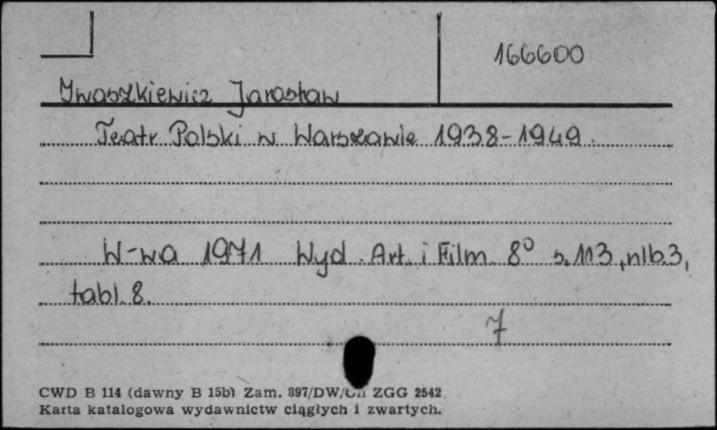 166600
Iwaszkiewicz Jarosław
Teatr Polski w Warszawie 1938-1949.
W-wa 1971 Wyd. Art. i Film. 8° s. 113, nlb. 3,
tabl. 8.
7
CWD B 114 (dawny B 15b) Zam. 897/DW/ ZGG 2542
Karta katalogowa wydawnictw ciągłych i zwartych.